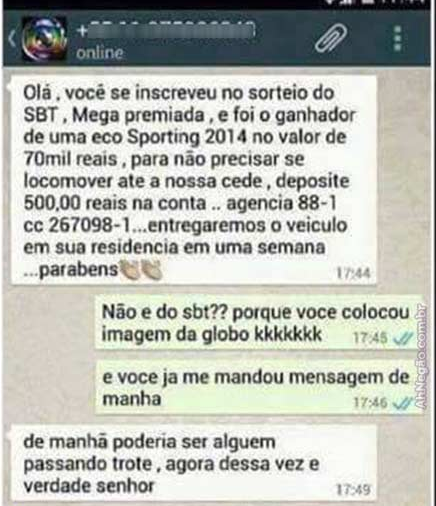 online
Olá , você se inscreveu no sorteio do
SBT , Mega premiada , e foi o ganhador
de uma eco Sporting 2014 no valor de
70mil reais , para não precisar se
locomover ate a nossa cede , deposite
500,00 reais na conta .. agencia 88-1
cc 267098-1...entregaremos o veiculo
em sua residencia em uma semana
...parabens👏👏
17:44
Não e do sbt?? porque voce colocou
imagem da globo kkkkkkk 17:45
e voce ja me mandou mensagem de
manha
17:46
de manhã poderia ser alguem
passando trote , agora dessa vez e
verdade senhor
17:49
AhNegão.com.br